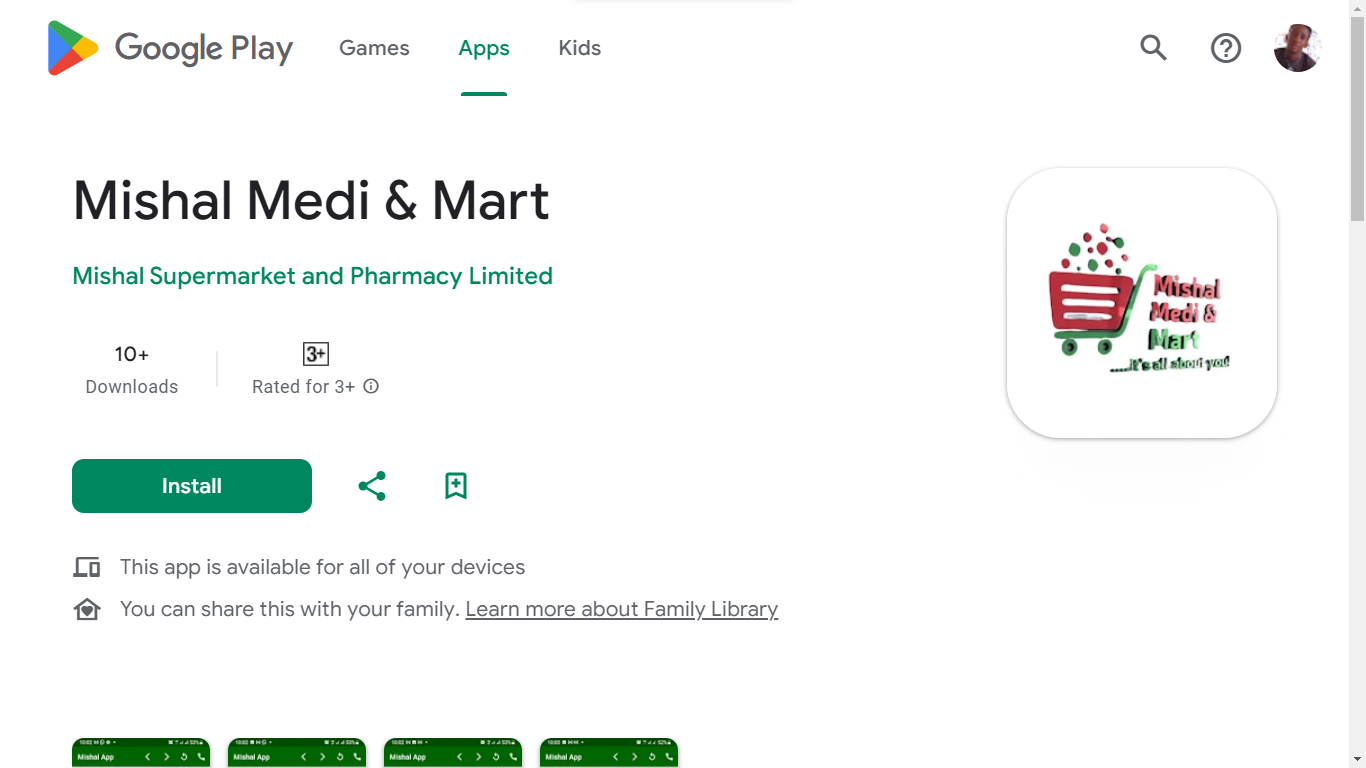 Google Play
Games
Apps
Kids
Mishal Medi & Mart
Mishal Supermarket and Pharmacy Limited
Mishal
Medi &
Mart
.....it's all about you!
10+
Downloads
3+
Rated for 3+
Install
This app is available for all of your devices
You can share this with your family. Learn more about Family Library
Mishal App
Mishal App
Mishal App
Mishal App